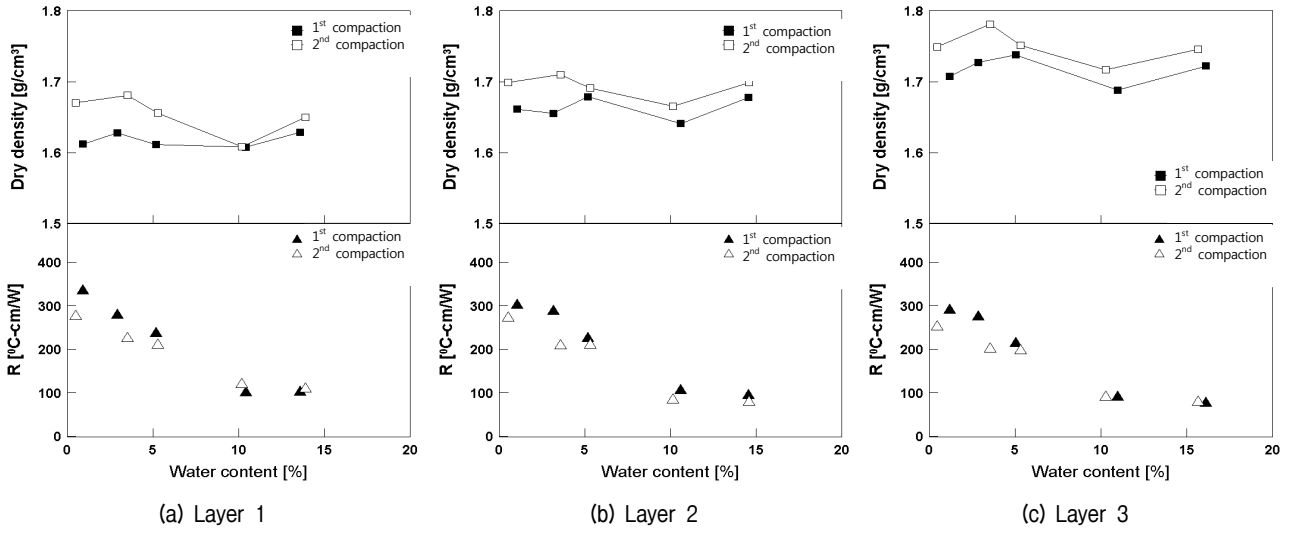 1.8
1.7
1.6
1.5
Dry density [g/cm³]
1st compaction
2nd compaction
400
300
200
100
0
R [⁰C-cm/W]
1st compaction
2nd compaction
0 5 10 15 20
Water content [%]
(a) Layer 1
1.8
1.7
1.6
1.5
Dry density [g/cm³]
1st compaction
2nd compaction
400
300
200
100
0
R [⁰C-cm/W]
1st compaction
2nd compaction
0 5 10 15 20
Water content [%]
(b) Layer 2
1.8
1.7
1.6
1.5
Dry density [g/cm³]
1st compaction
2nd compaction
400
300
200
100
0
R [⁰C-cm/W]
1st compaction
2nd compaction
0 5 10 15 20
Water content [%]
(c) Layer 3